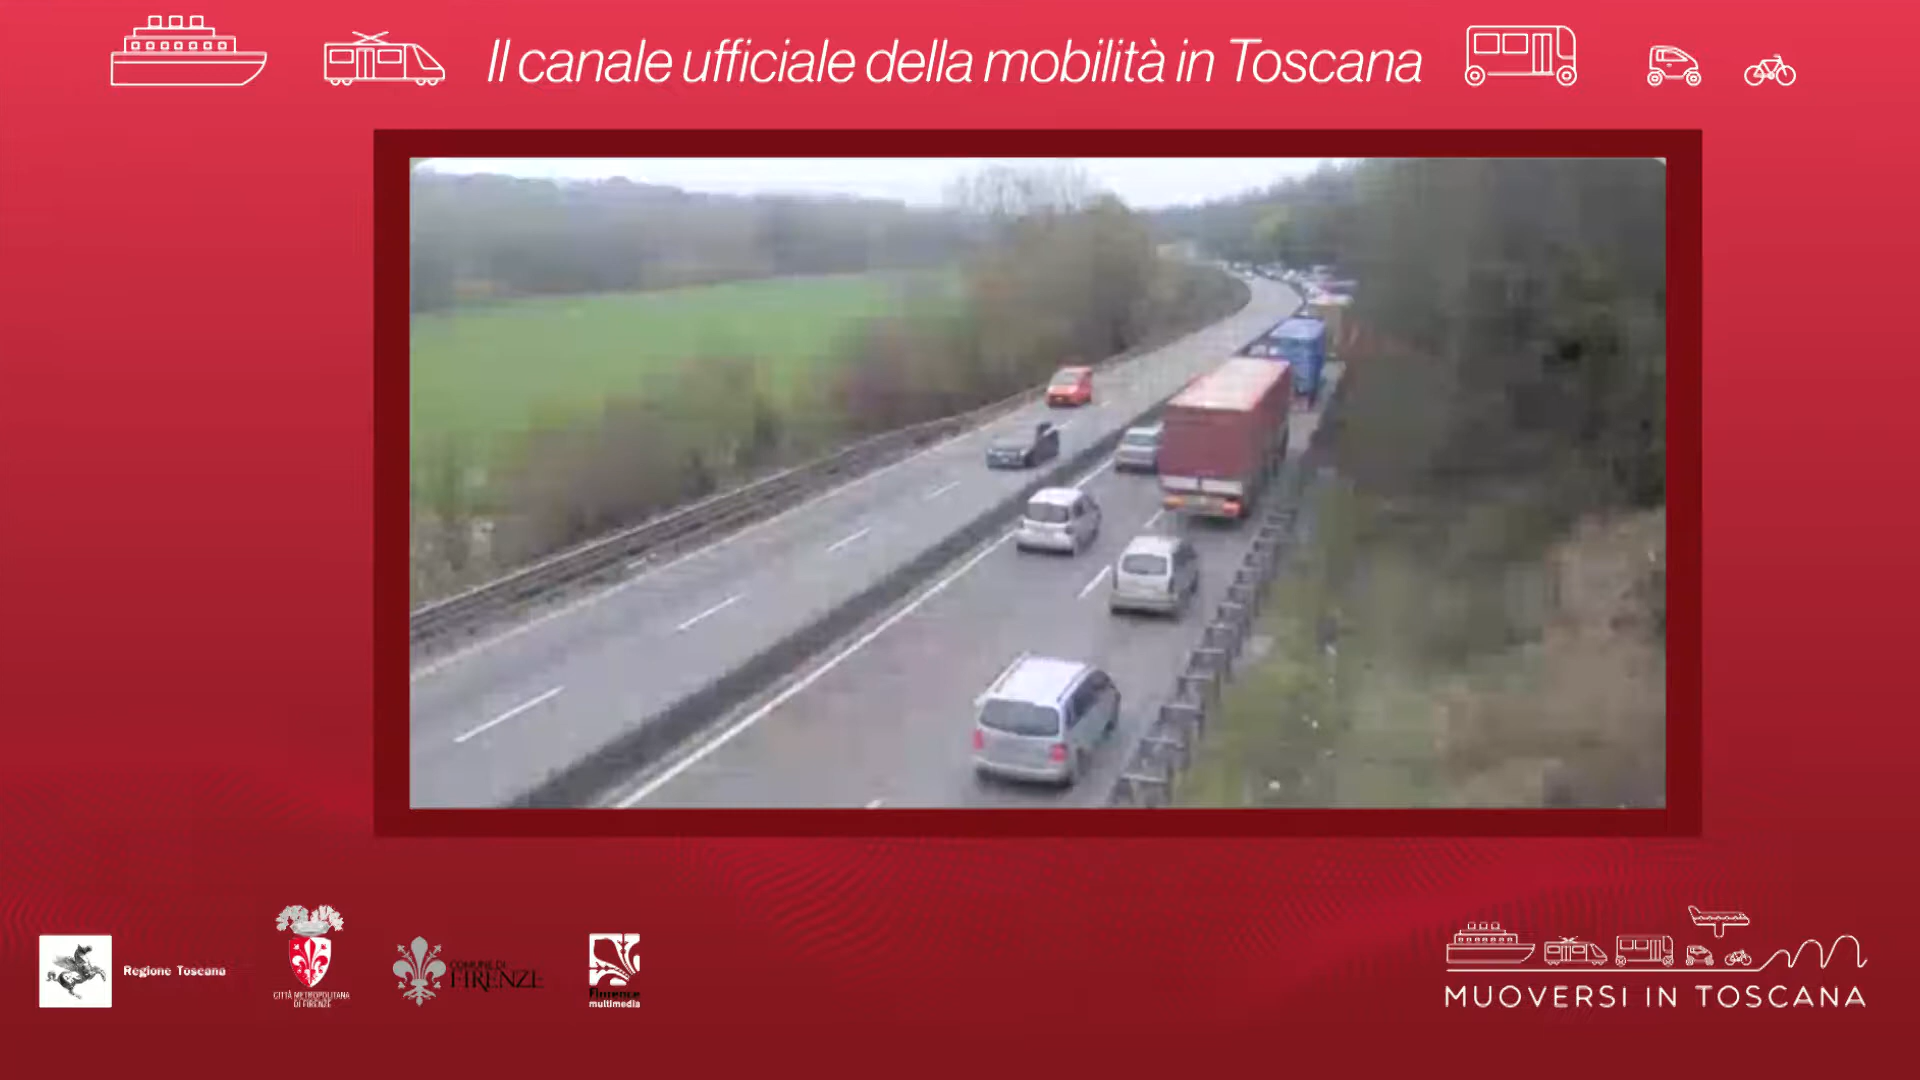 Il canale ufficiale della mobilità in Toscana
Regione Toscana
CITTÀ METROPOLITANA
DI FIRENZE
COMUNE DI
FIRENZE
Florence
multimedia
MUOVERSI IN TOSCANA